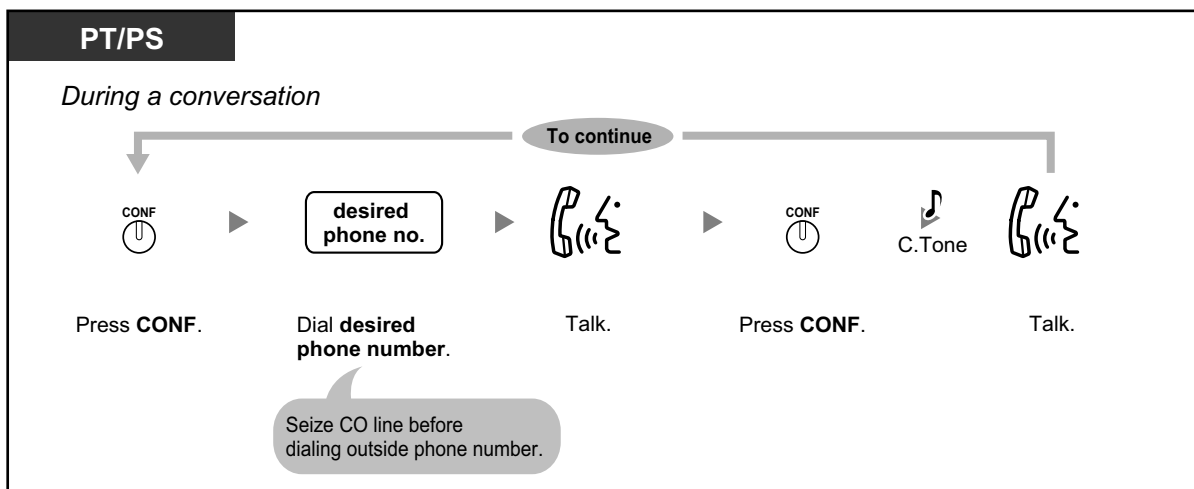 PT/PS
During a conversation
To continue
CONF
desired
phone no.
CONF
C.Tone
Press CONF.
Dial desired
phone number.
Talk.
Press CONF.
Talk.
Seize CO line before
dialing outside phone number.